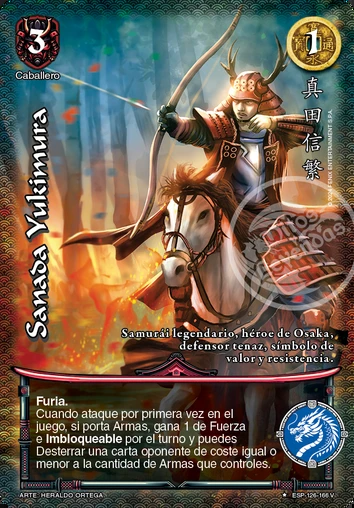 3
Caballero
1
真田信繁
Sanada Yukimura
Samurái legendario, héroe de Osaka,
defensor tenaz, símbolo de
valor y resistencia.
Furia.
Cuando ataque por primera vez en el
juego, si porta Armas, gana 1 de Fuerza
e Imbloqueable por el turno y puedes
Desterrar una carta oponente de coste igual o
menor a la cantidad de Armas que controles.
ARTE: HERALDO ORTEGA
ESP-126-166 V